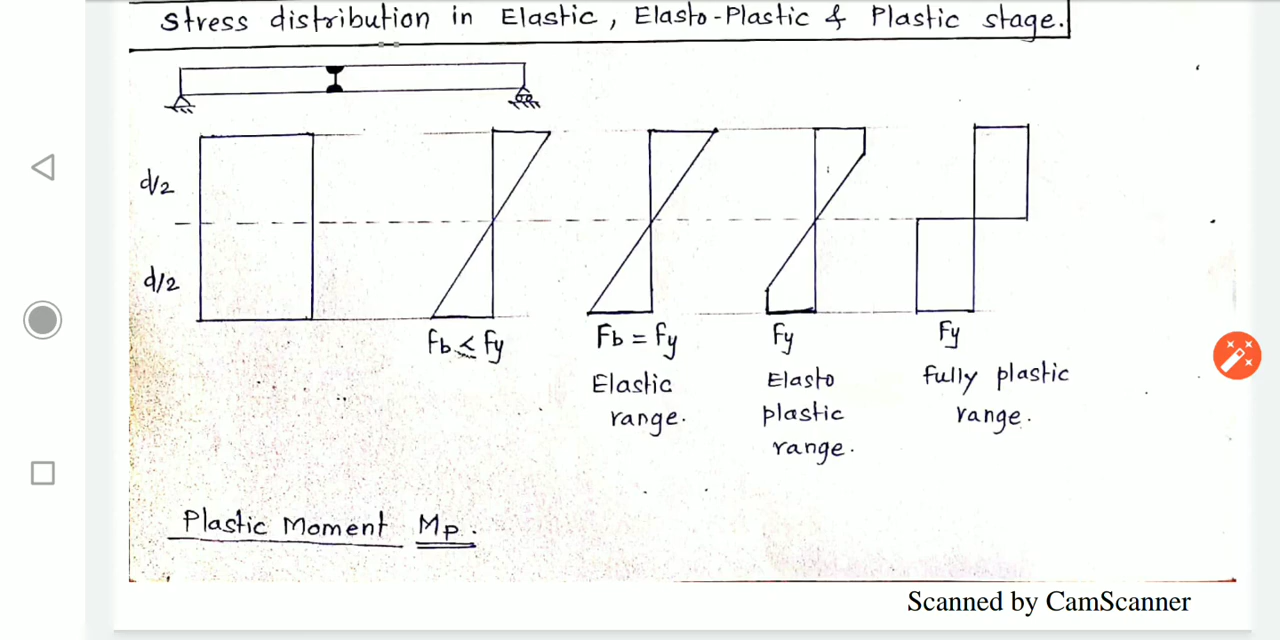 Stress distribution in Elastic, Elasto-Plastic & Plastic stage.
d/2
d/2
Fb ≤ fy
Fb = fy
Elastic
range.
Fy
Elasto
plastic
range.
Fy
fully plastic
range.
Plastic Moment Mp.
Scanned by CamScanner